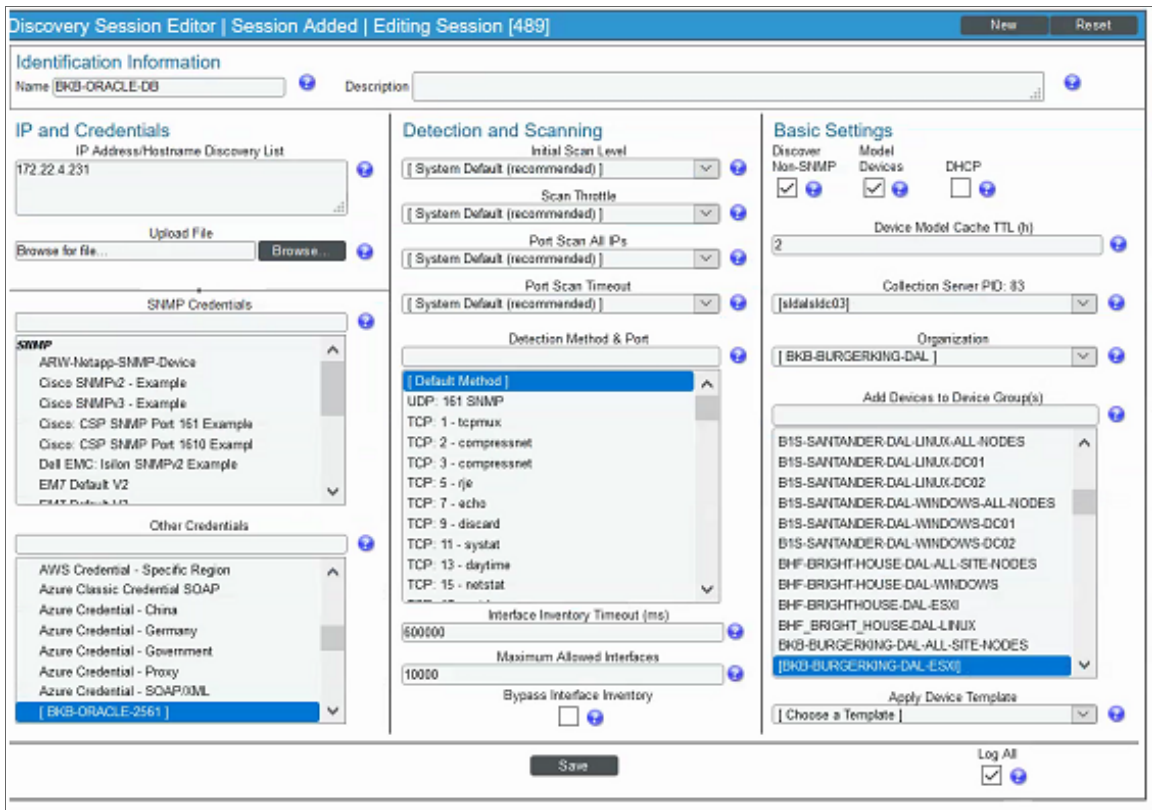 Discovery Session Editor | Session Added | Editing Session [489]
New
Reset
Identification Information
Name BKB-ORACLE-DB
Description
IP and Credentials
IP Address/Hostname Discovery List
172.22.4.231
Upload File
Browse for file...
Browse...
SNMP Credentials
SNMP
ARW-Netapp-SNMP-Device
Cisco SNMPv2 - Example
Cisco SNMPv3 - Example
Cisco: CSP SNMP Port 161 Example
Cisco: CSP SNMP Port 1610 Exampl
Dell EMC: Isilon SNMPv2 Example
EM7 Default V2
Other Credentials
AWS Credential - Specific Region
Azure Classic Credential SOAP
Azure Credential - China
Azure Credential - Germany
Azure Credential - Government
Azure Credential - Proxy
Azure Credential - SOAP/XML
[ BKB-ORACLE-2561 ]
Detection and Scanning
Initial Scan Level
[ System Default (recommended) ]
Scan Throttle
[ System Default (recommended) ]
Port Scan All IPs
[ System Default (recommended) ]
Port Scan Timeout
[ System Default (recommended) ]
Detection Method & Port
[ Default Method ]
UDP: 161 SNMP
TCP: 1 - tcpmux
TCP: 2 - compressnet
TCP: 3 - compressnet
TCP: 5 - rje
TCP: 7 - echo
TCP: 9 - discard
TCP: 11 - systat
TCP: 13 - daytime
TCP: 15 - netstat
Interface Inventory Timeout (ms)
600000
Maximum Allowed Interfaces
10000
Bypass Interface Inventory
Basic Settings
Discover Non-SNMP
Model Devices
DHCP
Device Model Cache TTL (h)
2
Collection Server PID: 83
[sldalsldc03]
Organization
[ BKB-BURGERKING-DAL ]
Add Devices to Device Group(s)
B1S-SANTANDER-DAL-LINUX-ALL-NODES
B1S-SANTANDER-DAL-LINUX-DC01
B1S-SANTANDER-DAL-LINUX-DC02
B1S-SANTANDER-DAL-WINDOWS-ALL-NODES
B1S-SANTANDER-DAL-WINDOWS-DC01
B1S-SANTANDER-DAL-WINDOWS-DC02
BHF-BRIGHT-HOUSE-DAL-ALL-SITE-NODES
BHF-BRIGHT-HOUSE-DAL-WINDOWS
BHF-BRIGHTHOUSE-DAL-ESXI
BHF_BRIGHT_HOUSE-DAL-LINUX
BKB-BURGERKING-DAL-ALL-SITE-NODES
[BKB-BURGERKING-DAL-ESXI]
Apply Device Template
[ Choose a Template ]
Save
Log All